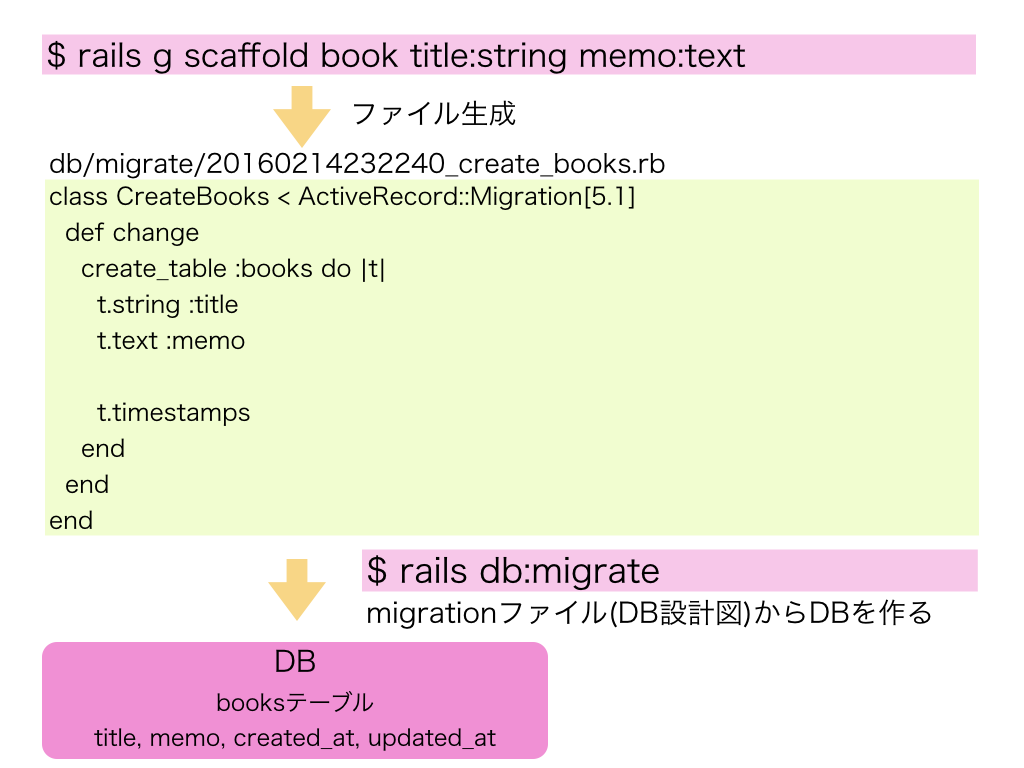 $ rails g scaffold book title:string memo:text
ファイル生成
db/migrate/20160214232240_create_books.rb
class CreateBooks < ActiveRecord::Migration[5.1]
def change
create_table :books do |t|
t.string :title
t.text :memo
t.timestamps
end
end
end
$ rails db:migrate
migrationファイル(DB設計図)からDBを作る
DB
booksテーブル
title, memo, created_at, updated_at